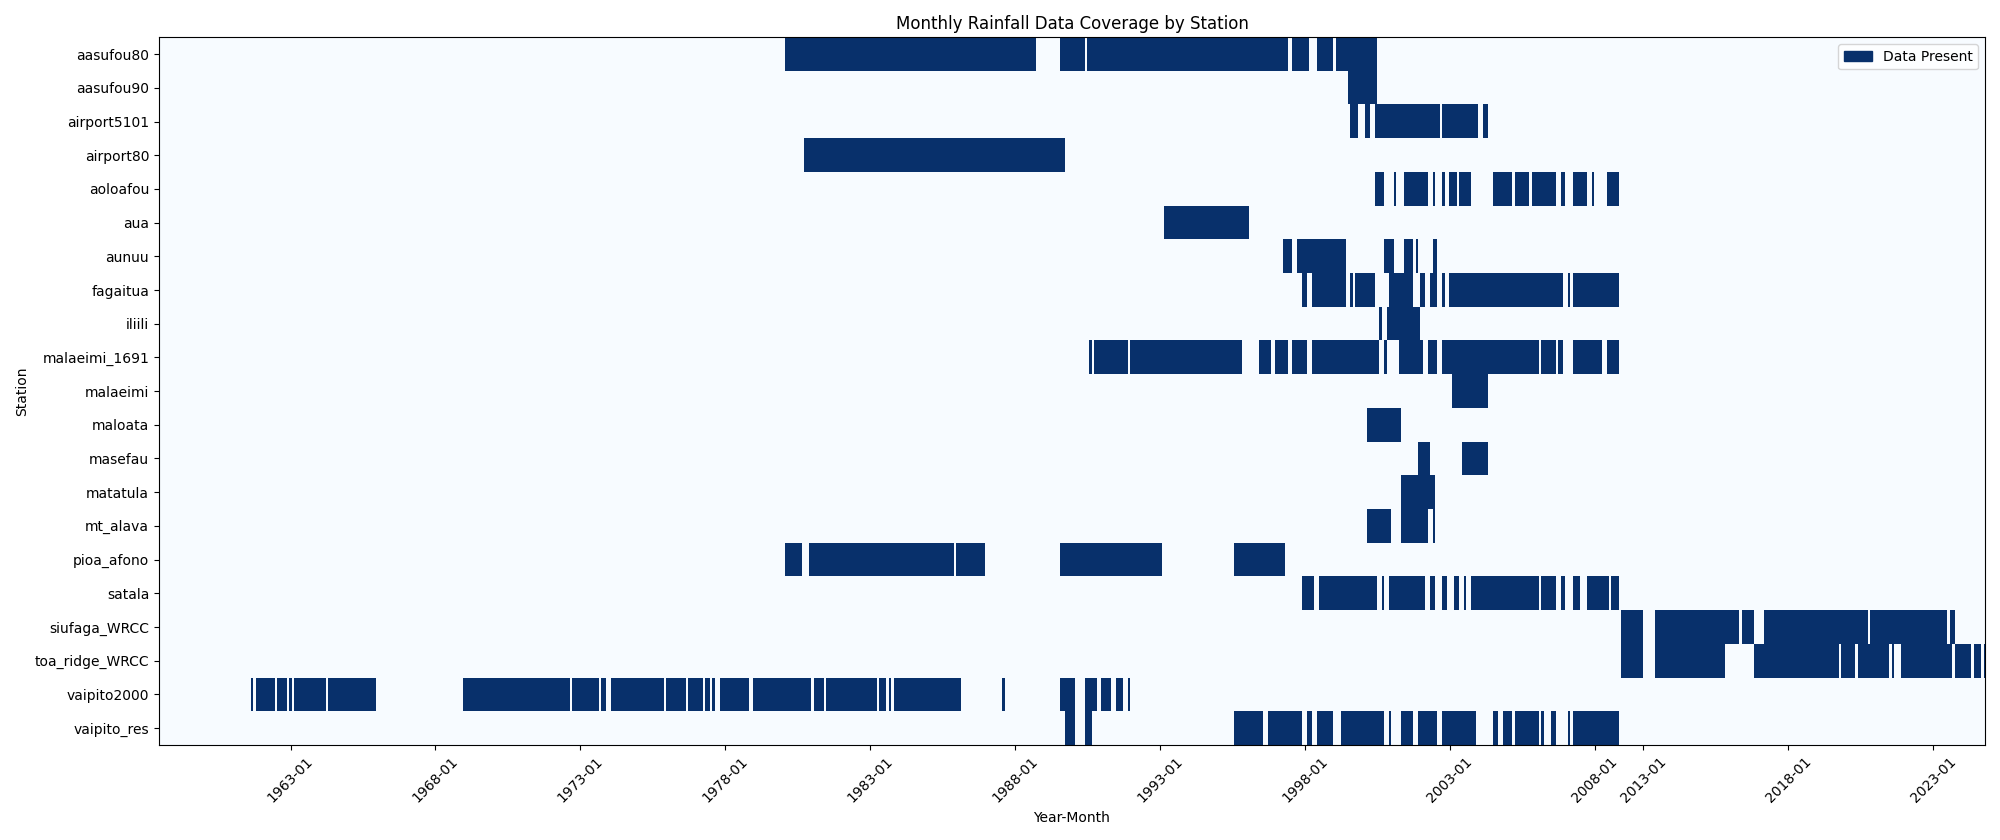 Monthly Rainfall Data Coverage by Station
Data Present
Station
aasufou80
aasufou90
airport5101
airport80
aoloafou
aua
aunuu
fagaitua
iliili
malaeimi_1691
malaeimi
maloata
masefau
matatula
mt_alava
pioa_afono
satala
siufaga_WRCC
toa_ridge_WRCC
vaipito2000
vaipito_res
1963-01
1968-01
1973-01
1978-01
1983-01
1988-01
1993-01
1998-01
2003-01
2008-01
2013-01
2018-01
2023-01
Year-Month